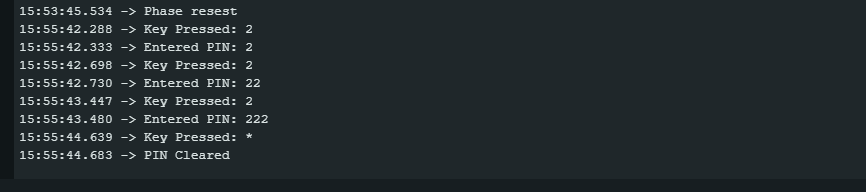 15:53:45.534 -> Phase resest
15:55:42.288 -> Key Pressed: 2
15:55:42.333 -> Entered PIN: 2
15:55:42.698 -> Key Pressed: 2
15:55:42.730 -> Entered PIN: 22
15:55:43.447 -> Key Pressed: 2
15:55:43.480 -> Entered PIN: 222
15:55:44.639 -> Key Pressed: *
15:55:44.683 -> PIN Cleared